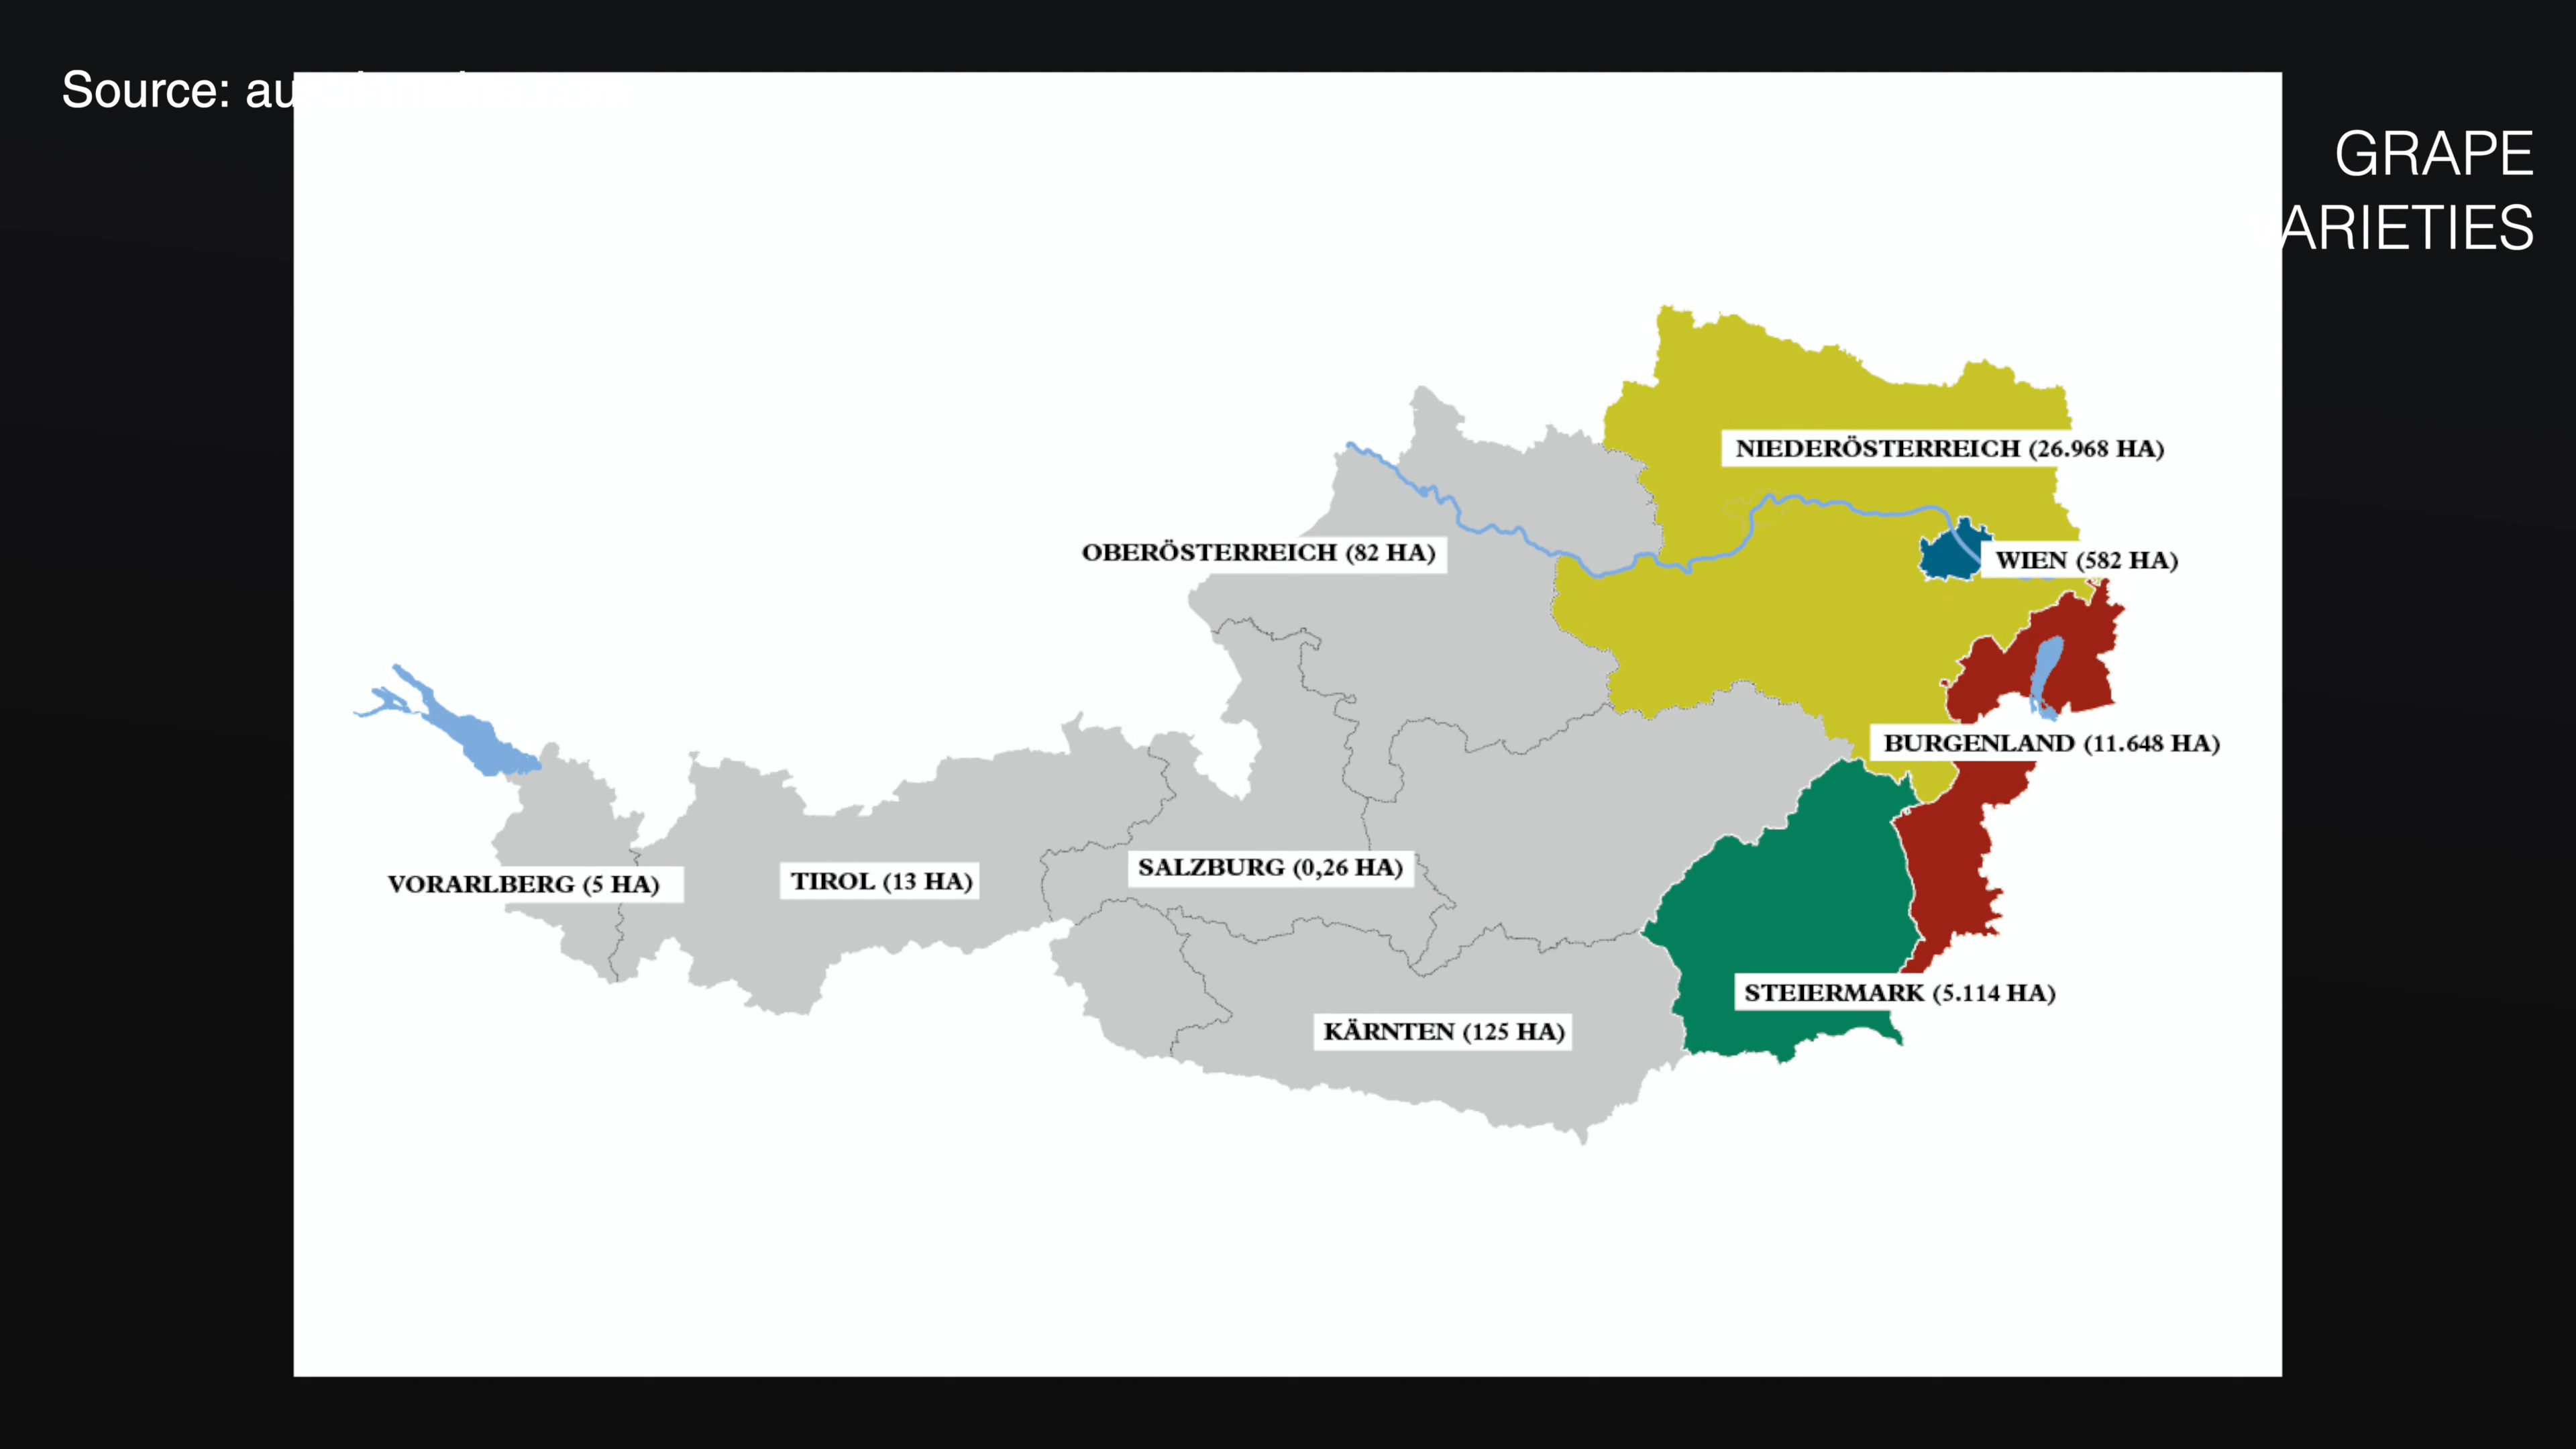 Source: au
GRAPE
ARIETIES
NIEDERÖSTERREICH (26.968 HA)
OBERÖSTERREICH (82 HA)
WIEN (582 HA)
BURGENLAND (11.648 HA)
VORARLBERG (5 HA)
TIROL (13 HA)
SALZBURG (0,26 HA)
STEIERMARK (5.114 HA)
KÄRNTEN (125 HA)